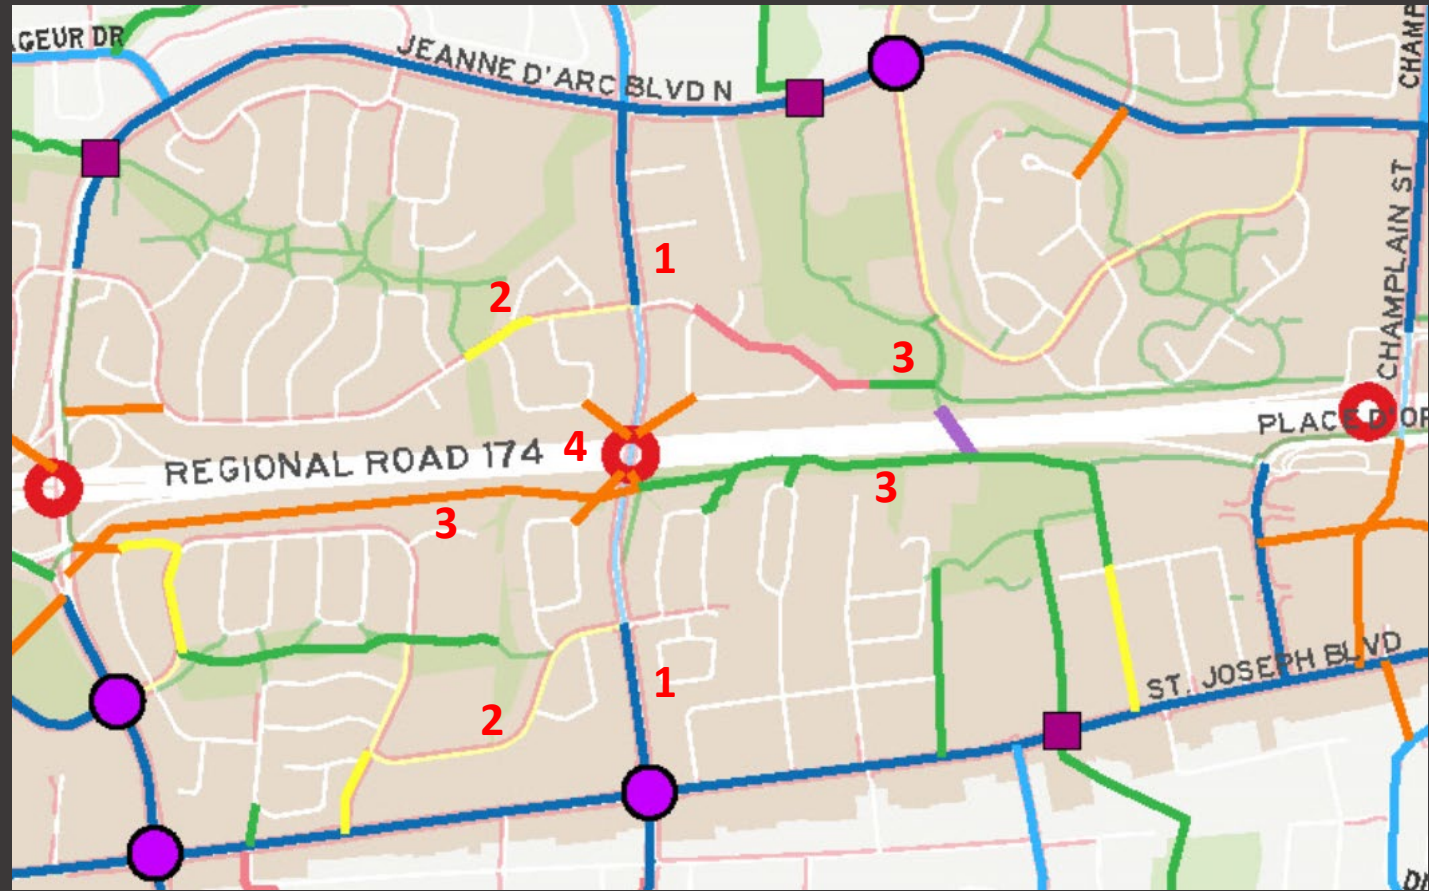 AGEUR DR
JEANNE D'ARC BLVD N
CHAMP
1
2
CHAMPLAIN ST
3
PLACE D'OR
4
REGIONAL ROAD 174
3
3
1
2
ST. JOSEPH BLVD